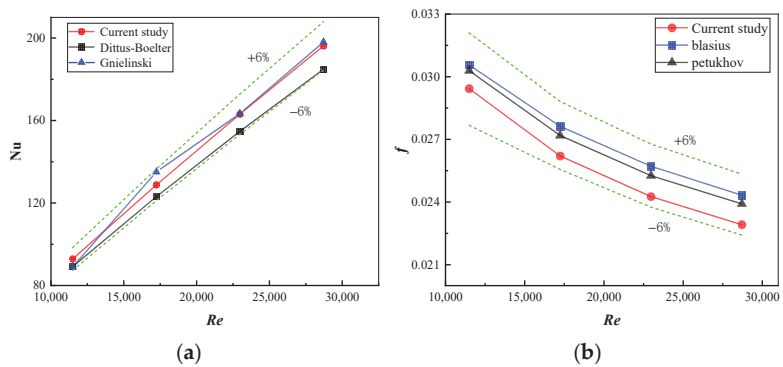 Current study
Dittus-Boelter
Gnielinski
+6%
−6%
200
160
120
80
Nu
10,000 15,000 20,000 25,000 30,000
Re
(a)
Current study
blasius
petukhov
+6%
−6%
0.033
0.030
0.027
0.024
0.021
f
10,000 15,000 20,000 25,000 30,000
Re
(b)